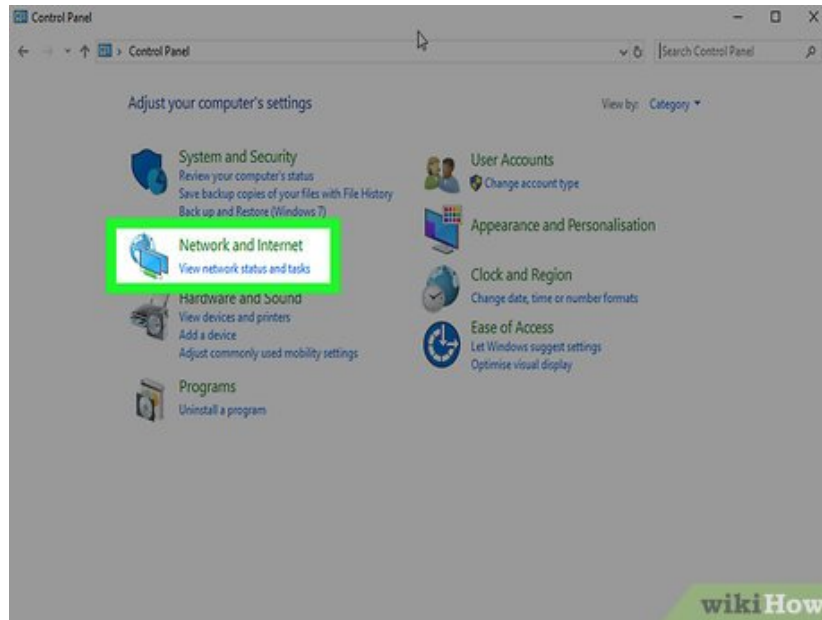 Control Panel
Control Panel
Search Control Panel
Adjust your computer's settings
View by: Category
System and Security
Review your computer's status
Save backup copies of your files with File History
Back up and Restore (Windows 7)
Network and Internet
View network status and tasks
Hardware and Sound
View devices and printers
Add a device
Adjust commonly used mobility settings
Programs
Uninstall a program
User Accounts
Change account type
Appearance and Personalisation
Clock and Region
Change date, time or number formats
Ease of Access
Let Windows suggest settings
Optimise visual display
wikiHow